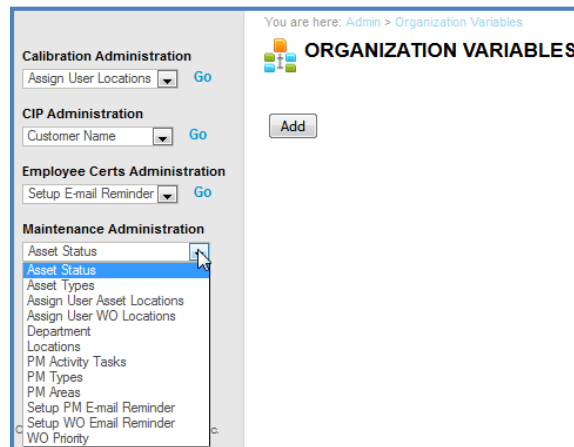 You are here: Admin > Organization Variables
ORGANIZATION VARIABLES
Add
Calibration Administration
Assign User Locations Go
CIP Administration
Customer Name Go
Employee Certs Administration
Setup E-mail Reminder Go
Maintenance Administration
Asset Status
Asset Status
Asset Types
Assign User Asset Locations
Assign User WO Locations
Department
Locations
PM Activity Tasks
PM Types
PM Areas
Setup PM E-mail Reminder
Setup WO Email Reminder
WO Priority